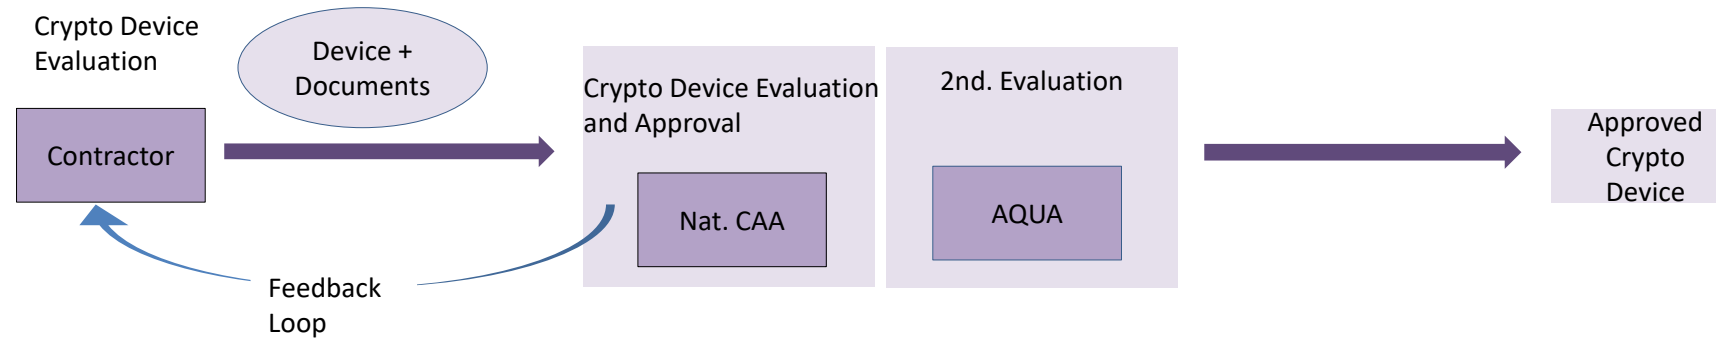 Crypto Device
Evaluation
Contractor
Device +
Documents
Feedback
Loop
Crypto Device Evaluation
and Approval
Nat. CAA
2nd. Evaluation
AQUA
Approved
Crypto
Device